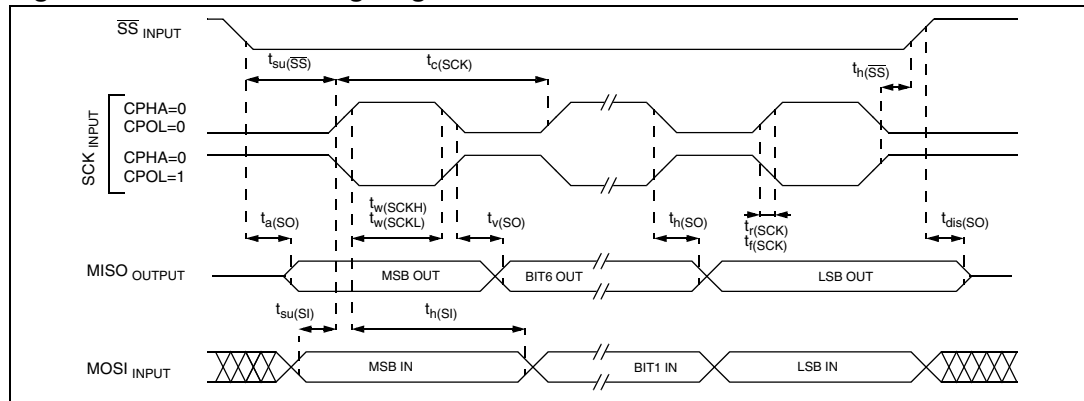 SS INPUT
tsu(SS)
tc(SCK)
th(SS)
SCK INPUT
CPHA=0
CPOL=0
CPHA=0
CPOL=1
ta(SO)
tw(SCKH)
tw(SCKL)
tv(SO)
th(SO)
tr(SCK)
tf(SCK)
tdis(SO)
MISO OUTPUT
MSB OUT
BIT6 OUT
LSB OUT
tsu(SI)
th(SI)
MOSI INPUT
MSB IN
BIT1 IN
LSB IN